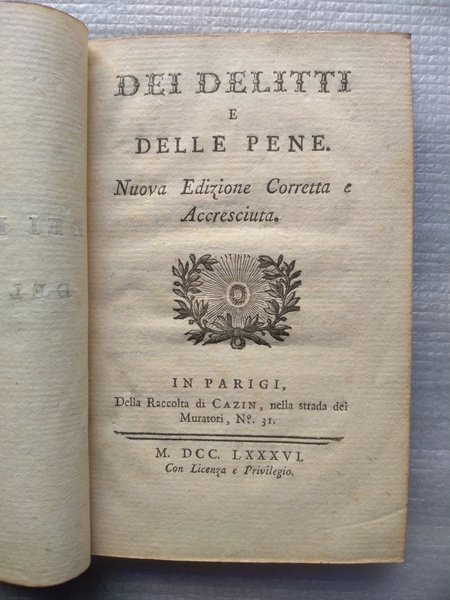 DEI DELITTI
E
DELLE PENE.
Nuova Edizione Corretta e
Accresciuta.
IN PARIGI,
Della Raccolta di CAZIN, nella strada dei
Muratori, Nº. 31.
M. DCC. LXXXVI.
Con Licenza e Privilegio.